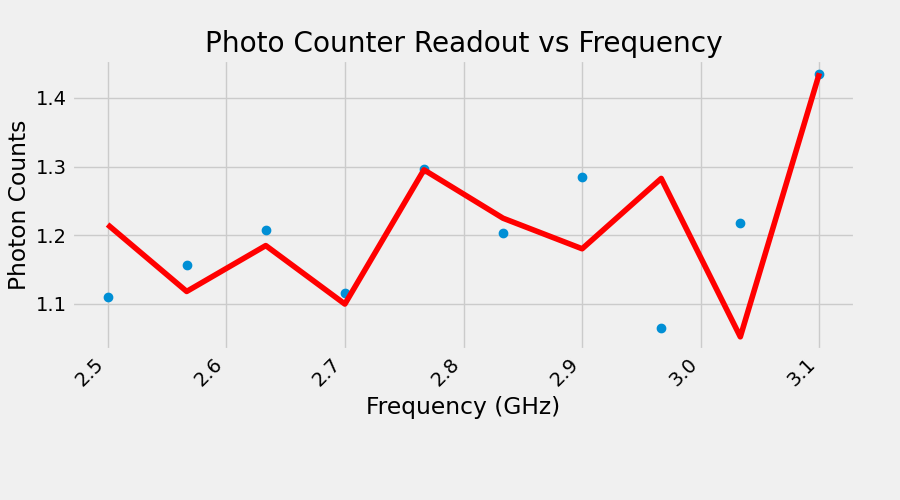 Photo Counter Readout vs Frequency
Photon Counts
1.4
1.3
1.2
1.1
2.5 2.6 2.7 2.8 2.9 3.0 3.1
Frequency (GHz)